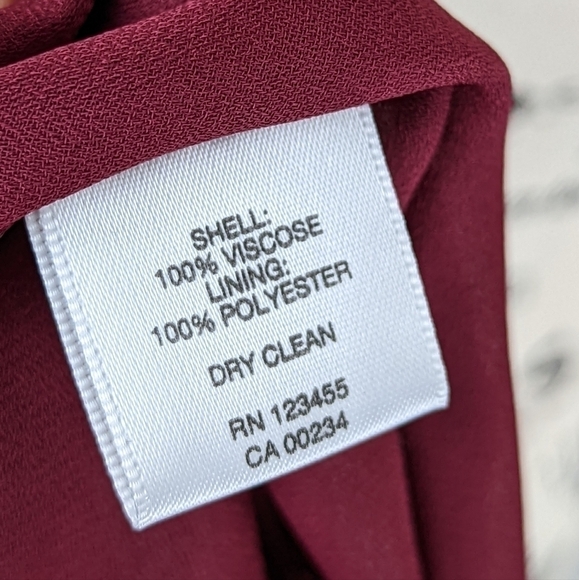 SHELL:
100% VISCOSE
LINING:
100% POLYESTER
DRY CLEAN
RN 123455
CA 00234